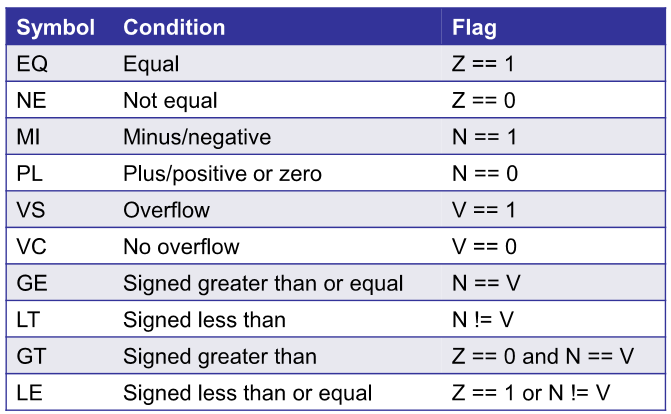 Symbol Condition Flag
EQ Equal Z == 1
NE Not equal Z == 0
MI Minus/negative N == 1
PL Plus/positive or zero N == 0
VS Overflow V == 1
VC No overflow V == 0
GE Signed greater than or equal N == V
LT Signed less than N != V
GT Signed greater than Z == 0 and N == V
LE Signed less than or equal Z == 1 or N != V